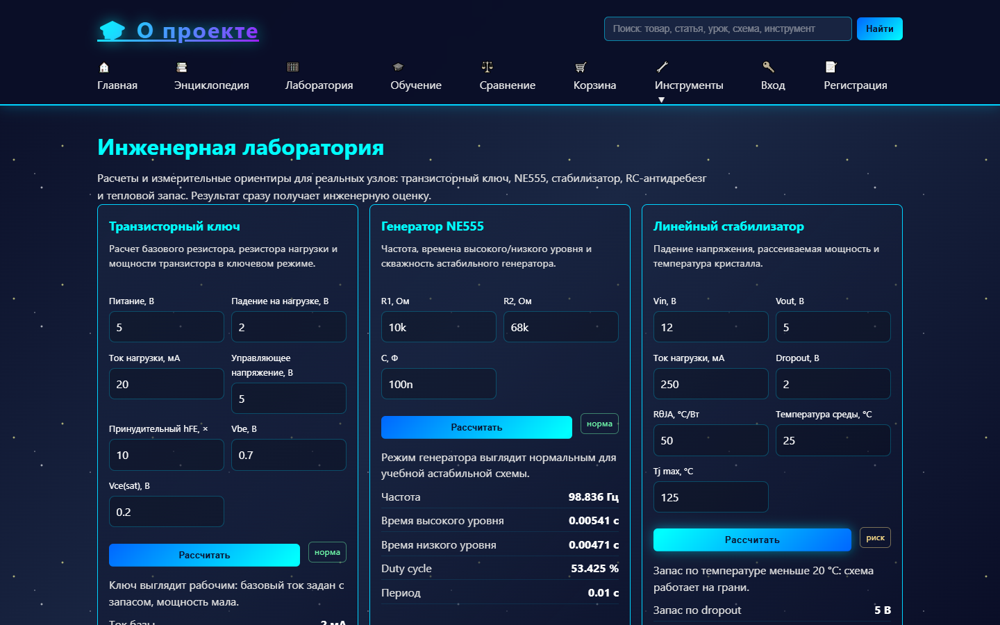 О проекте
Поиск: товар, статья, урок, схема, инструмент
Найти
Главная
Энциклопедия
Лаборатория
Обучение
Сравнение
Корзина
Инструменты
▼
Вход
Регистрация
Инженерная лаборатория
Расчеты и измерительные ориентиры для реальных узлов: транзисторный ключ, NE555, стабилизатор, RC-антидребезг
и тепловой запас. Результат сразу получает инженерную оценку.
Транзисторный ключ
Расчет базового резистора, резистора нагрузки и
мощности транзистора в ключевом режиме.
Питание, В
Падение на нагрузке, В
5
2
Ток нагрузки, мА
Управляющее
напряжение, В
20
5
Принудительный hFE, ×
Vbe, В
10
0.7
Vce(sat), В
0.2
Рассчитать
норма
Ключ выглядит рабочим: базовый ток задан с
запасом, мощность мала.
Ток базы
2 мА
Генератор NE555
Частота, времена высокого/низкого уровня и
скважность астабильного генератора.
R1, Ом
R2, Ом
10k
68k
C, Ф
100n
Рассчитать
норма
Режим генератора выглядит нормальным для
учебной астабильной схемы.
Частота
98.836 Гц
Время высокого уровня
0.00541 с
Время низкого уровня
0.00471 с
Duty cycle
53.425 %
Период
0.01 с
Линейный стабилизатор
Падение напряжения, рассеиваемая мощность и
температура кристалла.
Vin, В
Vout, В
12
5
Ток нагрузки, мА
Dropout, В
250
2
RθJA, °C/Вт
Температура среды, °C
50
25
Tj max, °C
125
Рассчитать
риск
Запас по температуре меньше 20 °C: схема
работает на грани.
Запас по dropout
5 В